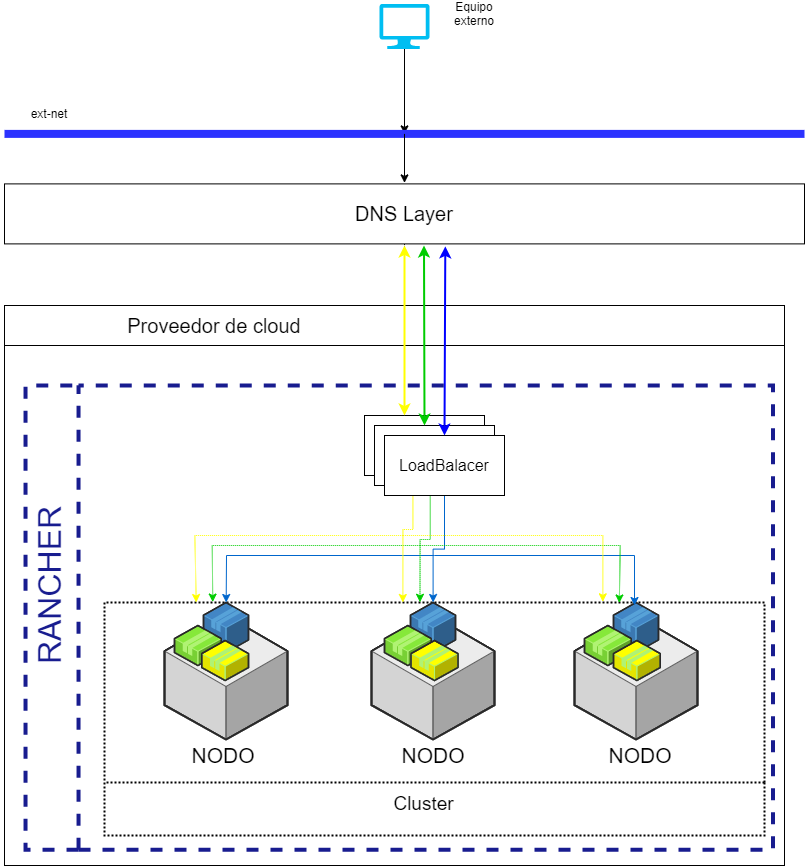 Equipo
externo
ext-net
DNS Layer
Proveedor de cloud
RANCHER
LoadBalacer
NODO
NODO
NODO
Cluster